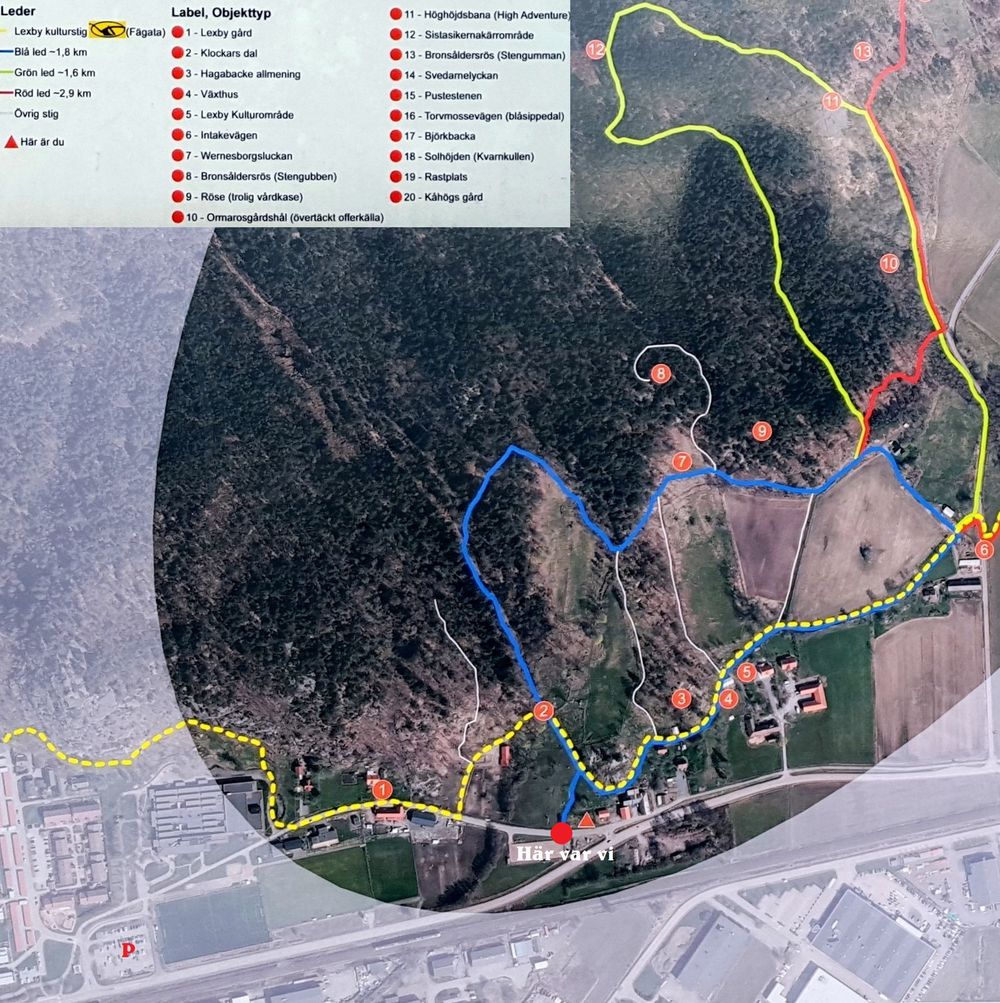 Leder
Lexby kulturstig (Fågata)
Blå led ~1,8 km
Grön led ~1,6 km
Röd led ~2,9 km
Övrig stig
Här är du
Label, Objekttyp
1 - Lexby gård
2 - Klockars dal
3 - Hagabacke allmening
4 - Växthus
5 - Lexby Kulturområde
6 - Intakevägen
7 - Wernesborgsluckan
8 - Bronsåldersrös (Stengubben)
9 - Röse (trolig vårdkase)
10 - Ormarosgårdshål (övertäckt offerkälla)
11 - Höghöjdsbana (High Adventure)
12 - Sistasikernakärrområde
13 - Bronsåldersrös (Stengumman)
14 - Svedamelyckan
15 - Pustestenen
16 - Torvmossevägen (blåsippedal)
17 - Björkbacka
18 - Solhöjden (Kvarnkullen)
19 - Rastplats
20 - Kåhögs gård
12
13
11
10
8
9
7
6
5
3
4
2
1
Här var vi
P